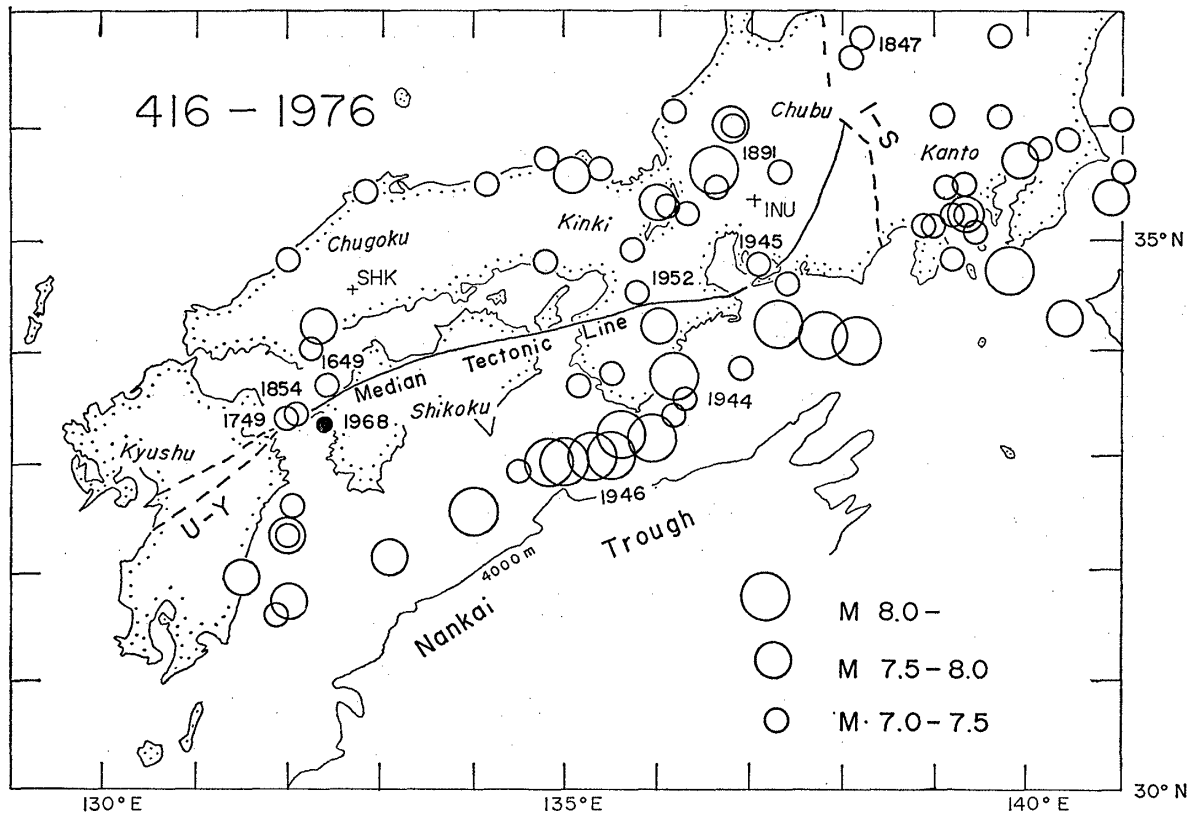 416 – 1976
1847
Chubu
I–S
1891
Kanto
Kinki
INU
Chugoku
1945
35°N
SHK
1952
1649
Median Tectonic Line
1854
1944
1749
1968
Shikoku
Kyushu
U–Y
1946
4000 m
Nankai Trough
M 8.0 –
M 7.5 – 8.0
M 7.0 – 7.5
130°E
135°E
140°E
30°N